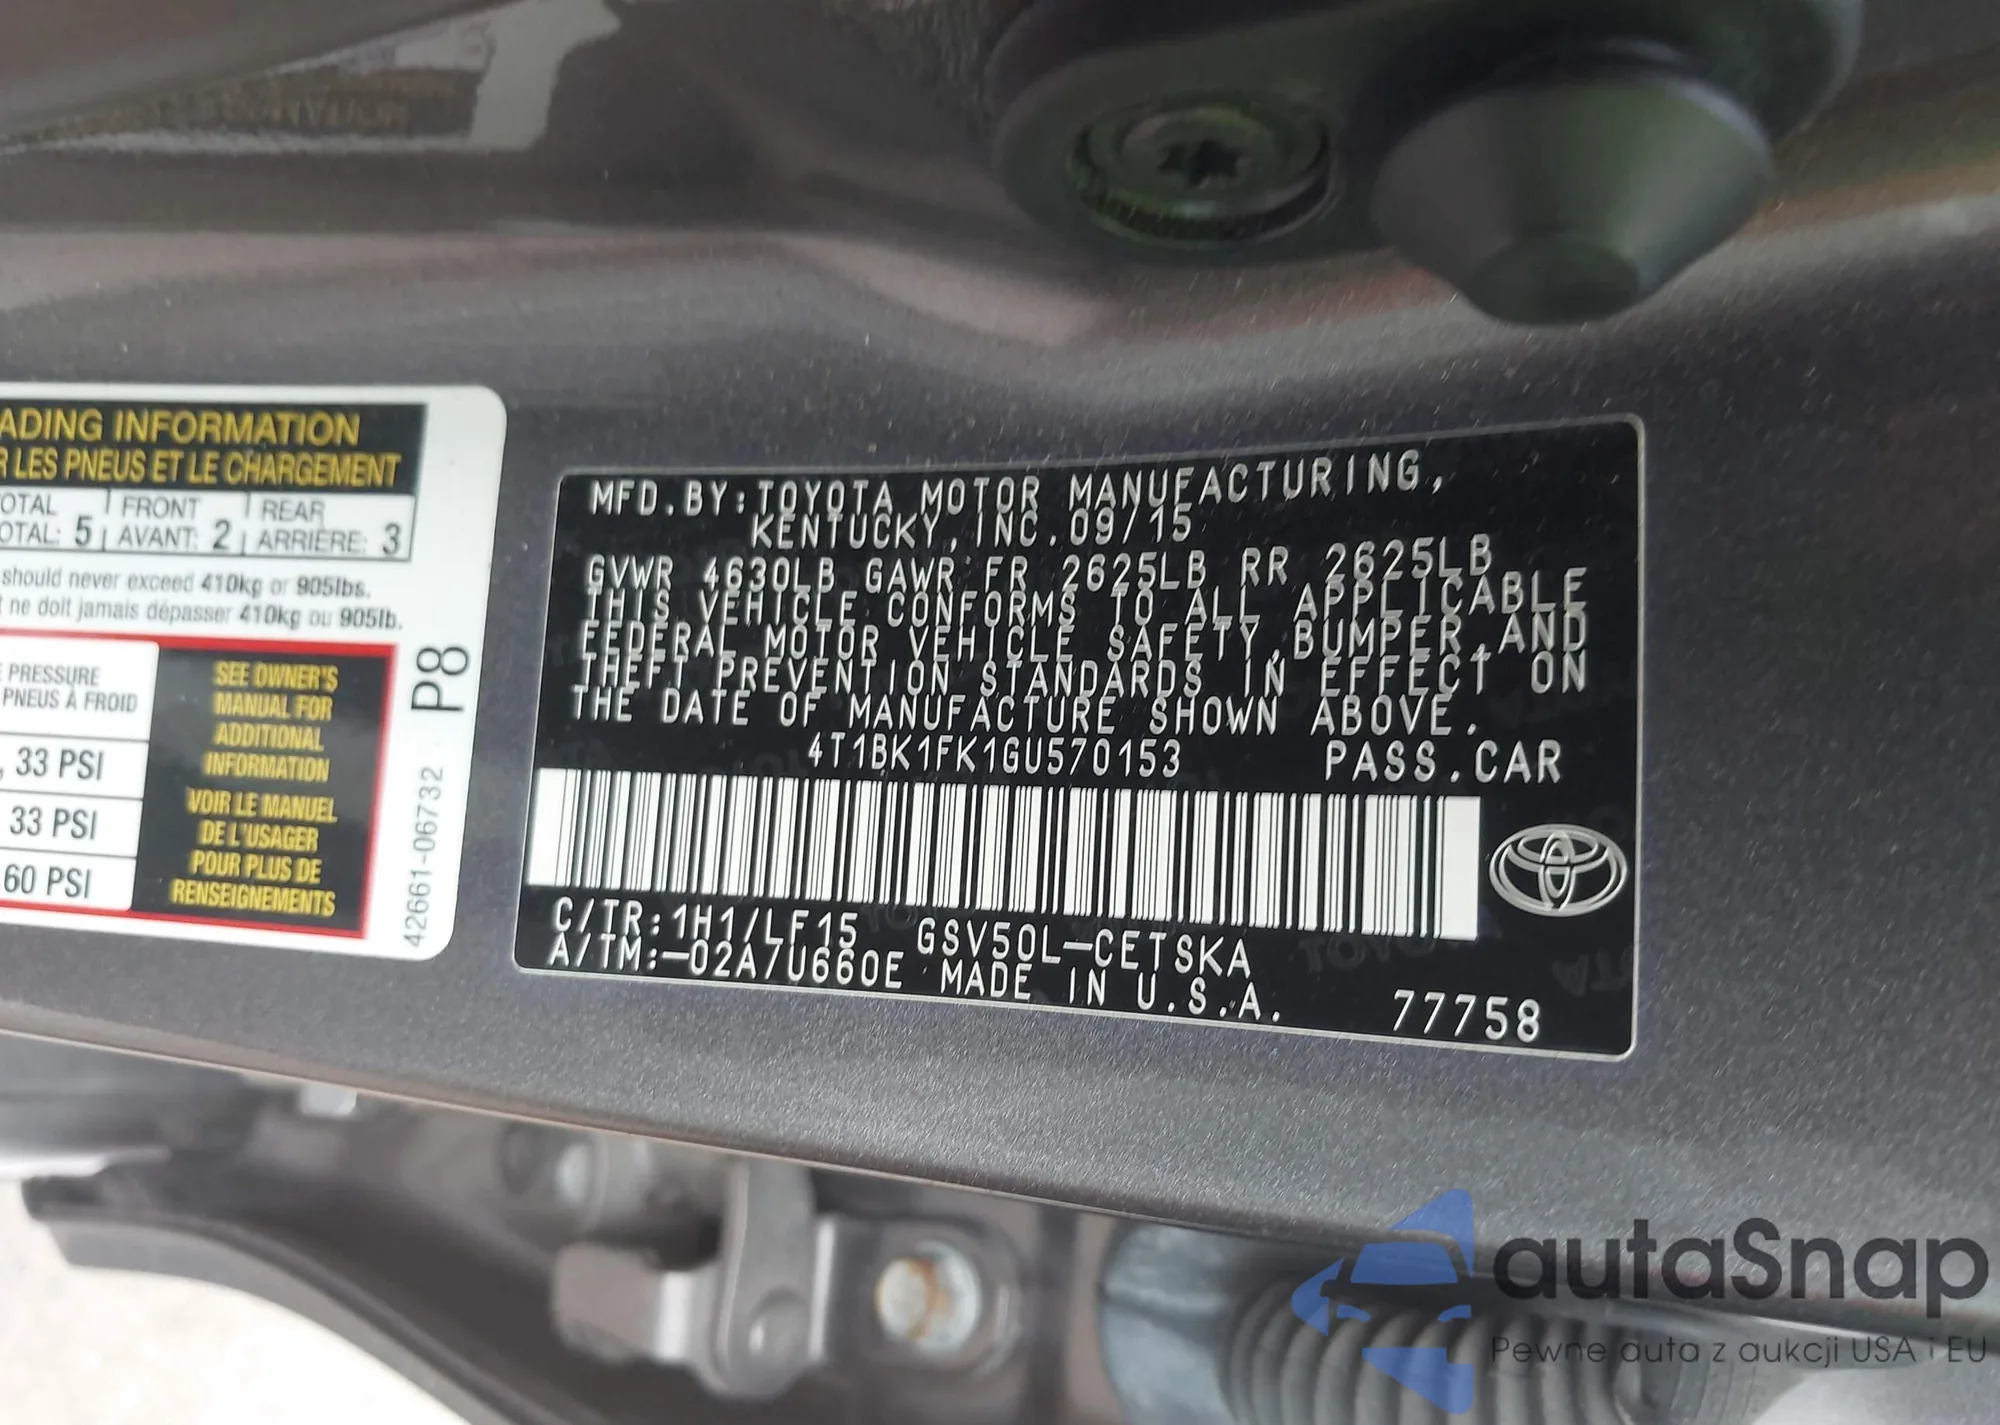 ADING INFORMATION
R LES PNEUS ET LE CHARGEMENT
OTAL FRONT REAR
OTAL: 5 AVANT: 2 ARRIÈRE: 3
should never exceed 410kg or 905lbs.
t ne doit jamais dépasser 410kg ou 905lb.
E PRESSURE
PNEUS À FROID
, 33 PSI
33 PSI
60 PSI
SEE OWNER'S
MANUAL FOR
ADDITIONAL
INFORMATION
VOIR LE MANUEL
DE L'USAGER
POUR PLUS DE
RENSEIGNEMENTS
P8
42661-06732
MFD.BY:TOYOTA MOTOR MANUFACTURING,
KENTUCKY,INC.09/15
GVWR 4630LB GAWR FR 2625LB RR 2625LB
THIS VEHICLE CONFORMS TO ALL APPLICABLE
FEDERAL MOTOR VEHICLE SAFETY,BUMPER,AND
THEFT PREVENTION STANDARDS IN EFFECT ON
THE DATE OF MANUFACTURE SHOWN ABOVE.
4T1BK1FK1GU570153 PASS.CAR
C/TR:1H1/LF15 GSV50L-CETSKA
A/TM:-02A/U660E MADE IN U.S.A. 77758
autaSnap
Pewne auta z aukcji USA i EU